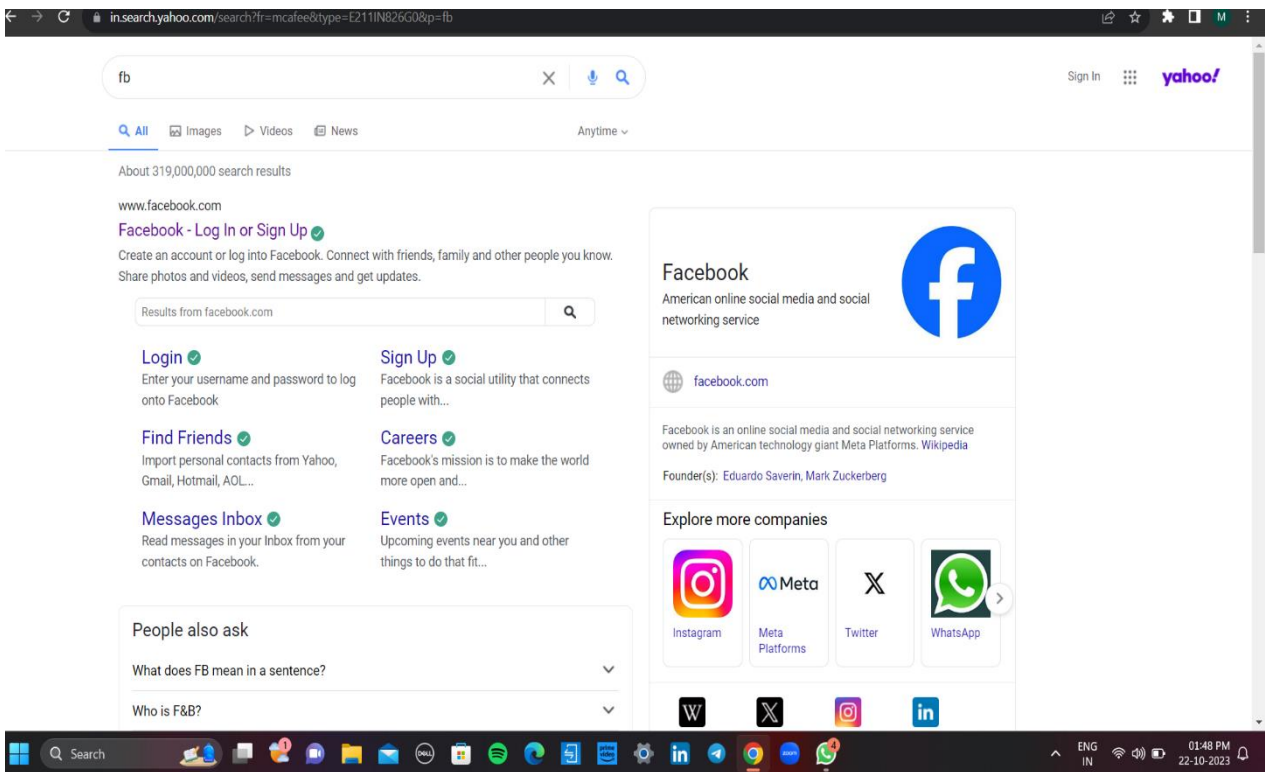 in.search.yahoo.com/search?fr=mcafee&type=E211IN826G0&p=fb
M
fb
Sign In
yahoo!
All Images Videos News Anytime
About 319,000,000 search results
www.facebook.com
Facebook - Log In or Sign Up
Create an account or log into Facebook. Connect with friends, family and other people you know.
Share photos and videos, send messages and get updates.
Results from facebook.com
Login
Enter your username and password to log
onto Facebook
Sign Up
Facebook is a social utility that connects
people with...
Find Friends
Import personal contacts from Yahoo,
Gmail, Hotmail, AOL...
Careers
Facebook's mission is to make the world
more open and...
Messages Inbox
Read messages in your Inbox from your
contacts on Facebook.
Events
Upcoming events near you and other
things to do that fit...
People also ask
What does FB mean in a sentence?
Who is F&B?
Facebook
American online social media and social
networking service
f
facebook.com
Facebook is an online social media and social networking service
owned by American technology giant Meta Platforms. Wikipedia
Founder(s): Eduardo Saverin, Mark Zuckerberg
Explore more companies
Meta
X
Instagram
Meta
Platforms
Twitter
WhatsApp
W
X
in
Search
DELL
prime
video
in
zoom
4
ENG
IN
01:48 PM
22-10-2023